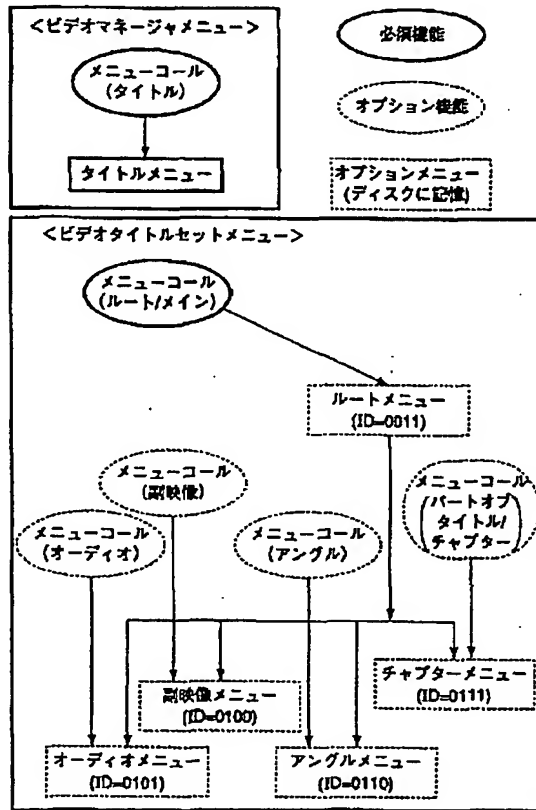 <ビデオマネージャメニュー>
メニューコール
(タイトル)
タイトルメニュー
必須機能
オプション機能
オプションメニュー
(ディスクに記憶)
<ビデオタイトルセットメニュー>
メニューコール
(ルート/メイン)
ルートメニュー
(ID=0011)
メニューコール
(副映像)
メニューコール
(オーディオ)
メニューコール
(アングル)
メニューコール
(パートオブ
タイトル/
チャプター)
副映像メニュー
(ID=0100)
チャプターメニュー
(ID=0111)
オーディオメニュー
(ID=0101)
アングルメニュー
(ID=0110)